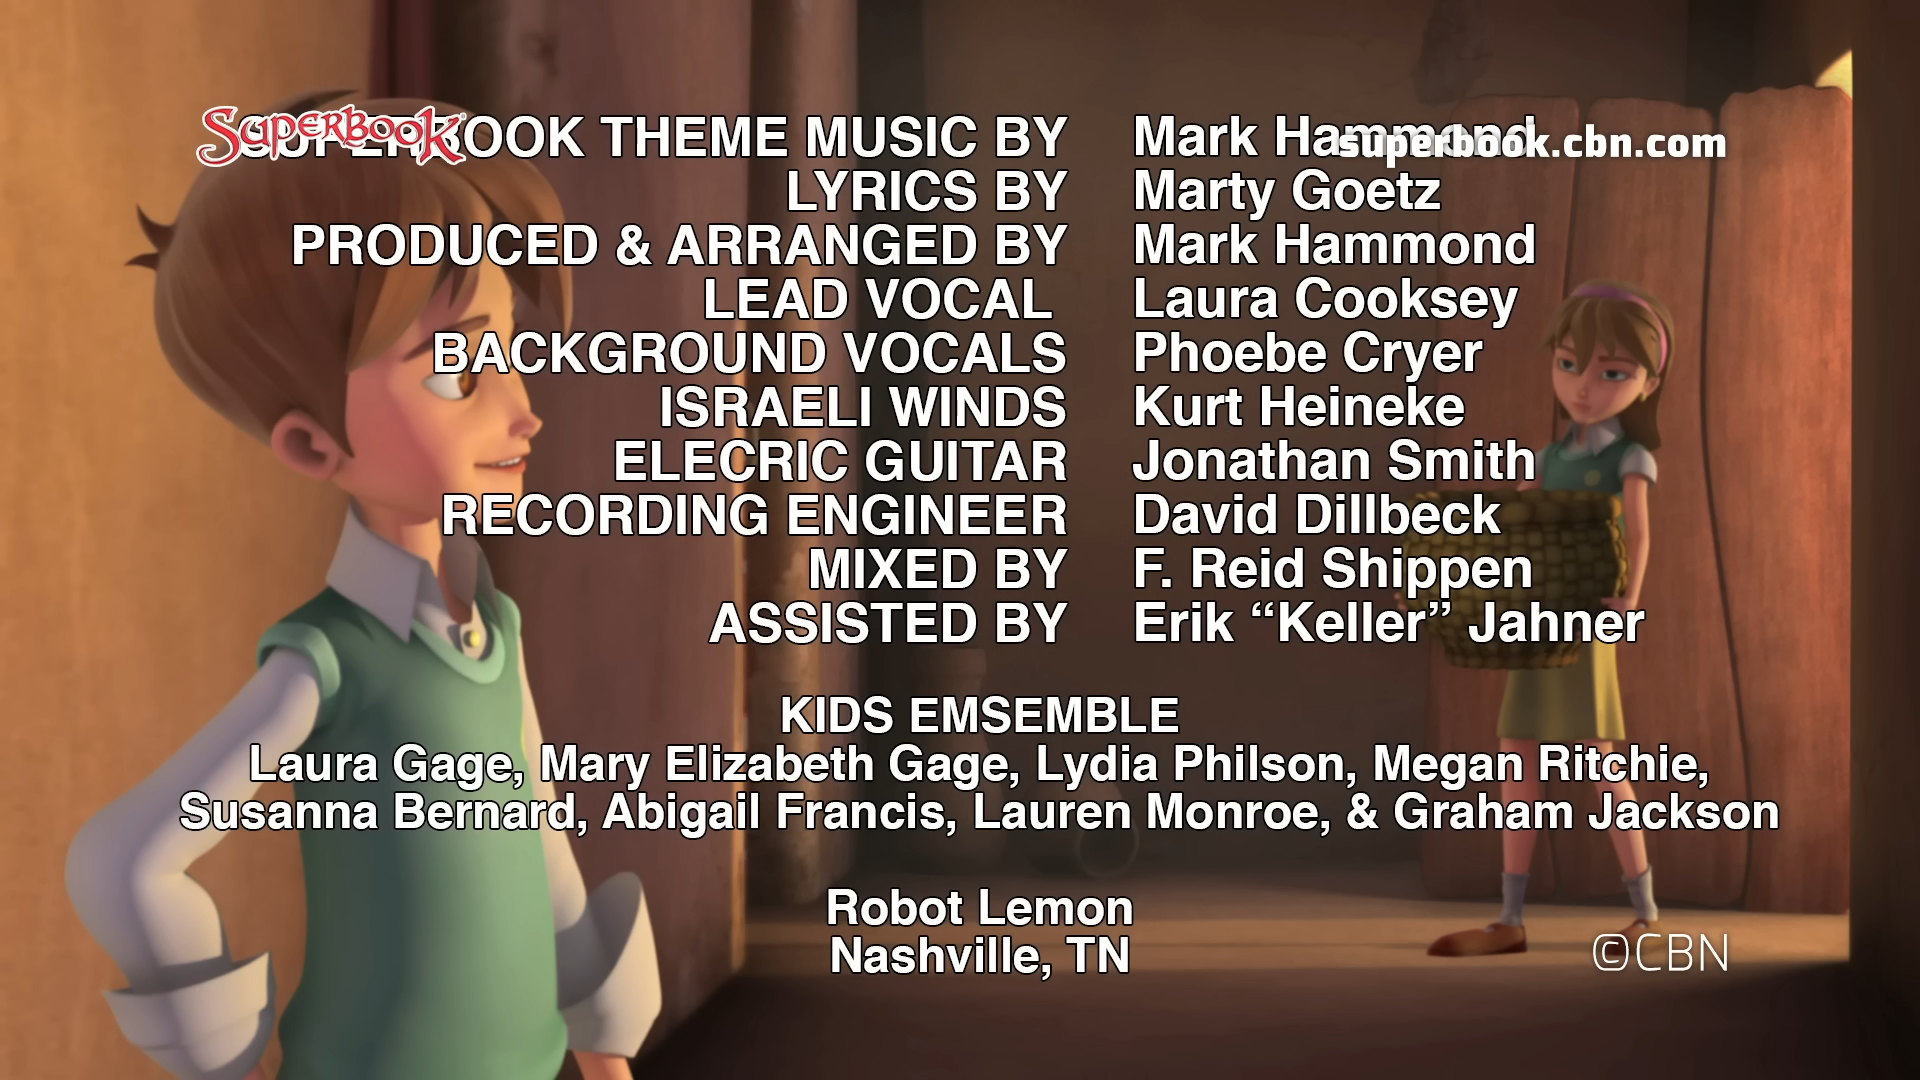 Superbook
SUPERBOOK THEME MUSIC BY Mark Hammond
superbook.cbn.com
LYRICS BY Marty Goetz
PRODUCED & ARRANGED BY Mark Hammond
LEAD VOCAL Laura Cooksey
BACKGROUND VOCALS Phoebe Cryer
ISRAELI WINDS Kurt Heineke
ELECRIC GUITAR Jonathan Smith
RECORDING ENGINEER David Dillbeck
MIXED BY F. Reid Shippen
ASSISTED BY Erik “Keller” Jahner
KIDS EMSEMBLE
Laura Gage, Mary Elizabeth Gage, Lydia Philson, Megan Ritchie,
Susanna Bernard, Abigail Francis, Lauren Monroe, & Graham Jackson
Robot Lemon
Nashville, TN
©CBN